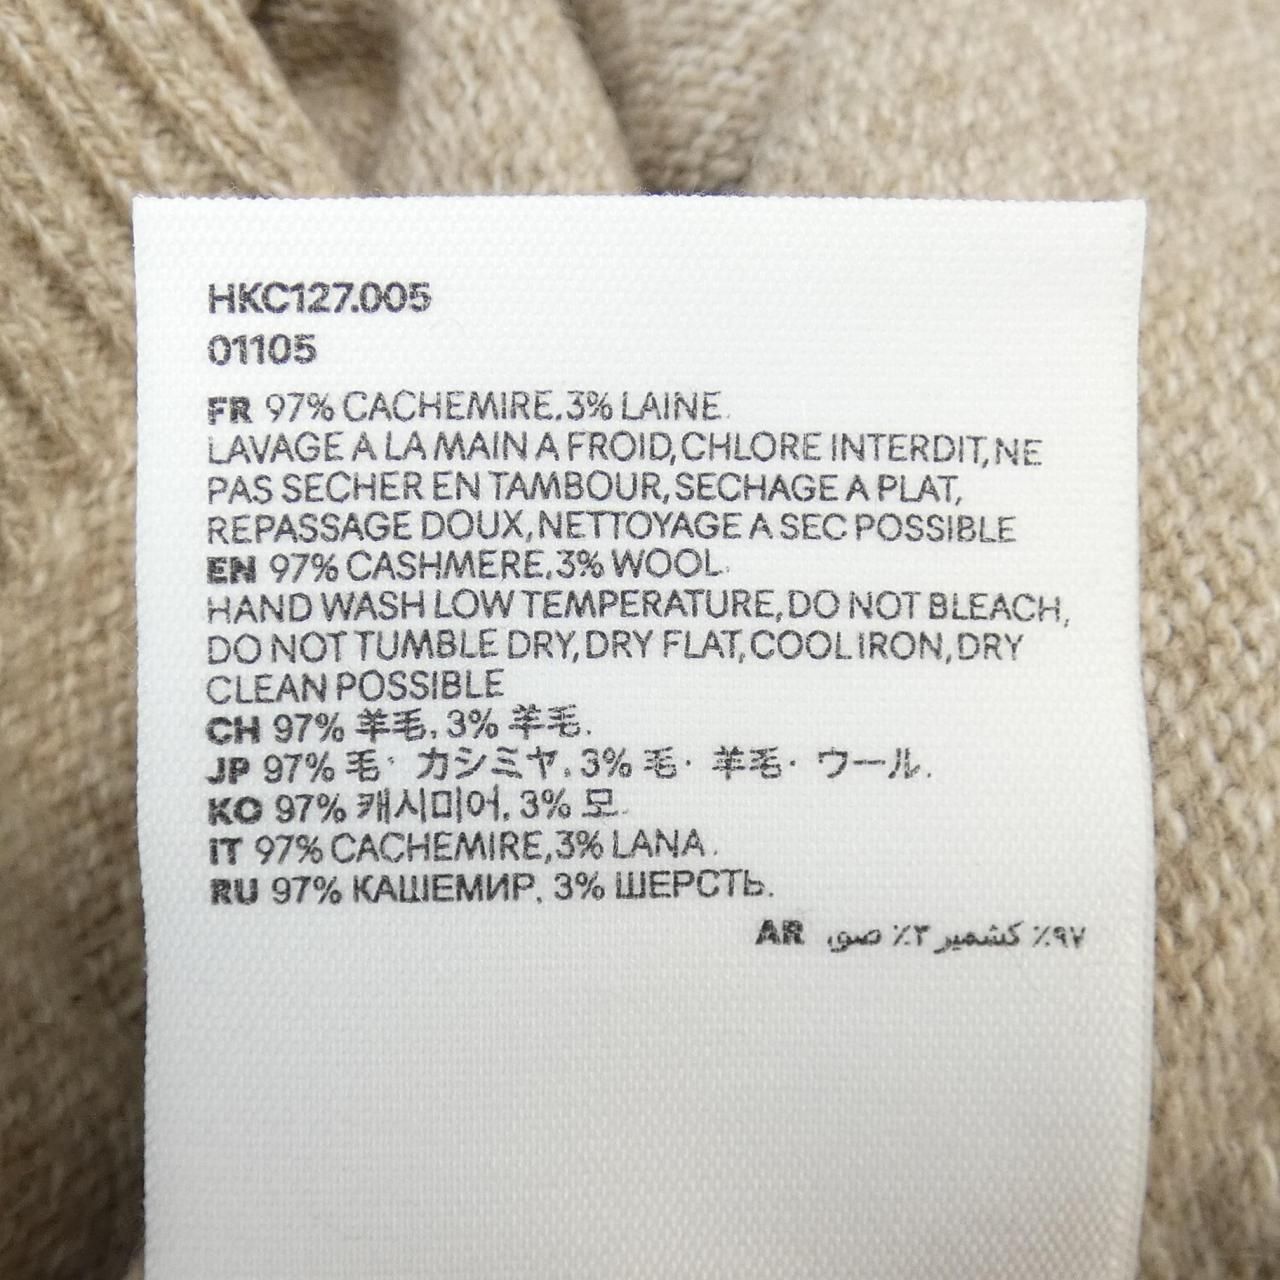 HKC127.005
01105
FR 97% CACHEMIRE, 3% LAINE.
LAVAGE A LA MAIN A FROID, CHLORE INTERDIT, NE
PAS SECHER EN TAMBOUR, SECHAGE A PLAT,
REPASSAGE DOUX, NETTOYAGE A SEC POSSIBLE
EN 97% CASHMERE, 3% WOOL.
HAND WASH LOW TEMPERATURE, DO NOT BLEACH,
DO NOT TUMBLE DRY, DRY FLAT, COOL IRON, DRY
CLEAN POSSIBLE
CH 97% 羊毛, 3% 羊毛.
JP 97% 毛・ カシミヤ, 3% 毛・ 羊毛・ ウール.
KO 97% 캐시미어, 3% 모.
IT 97% CACHEMIRE, 3% LANA.
RU 97% КАШЕМИР, 3% ШЕРСТЬ.
AR ٩٧٪ كشمير ٣٪ صو.